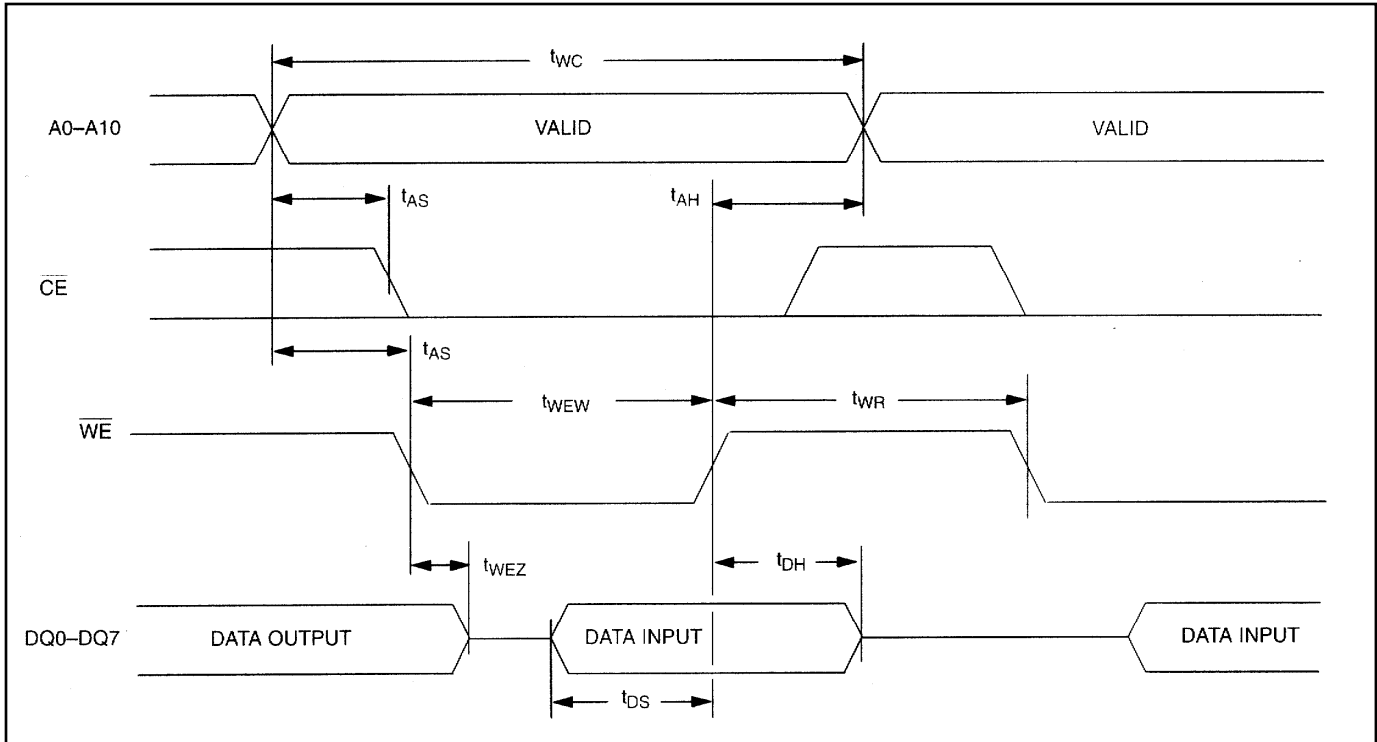 tWC
A0–A10 VALID VALID
tAS tAH
CE
tAS
tWEW tWR
WE
tWEZ tDH
DQ0–DQ7 DATA OUTPUT DATA INPUT DATA INPUT
tDS